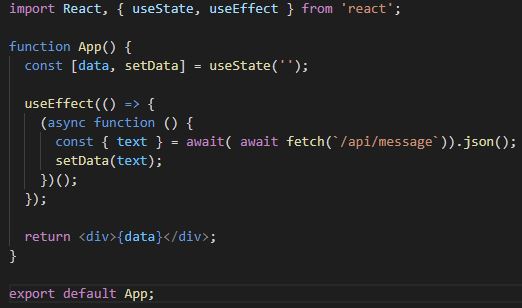 import React, { useState, useEffect } from 'react';

function App() {
  const [data, setData] = useState('');

  useEffect(() => {
    (async function () {
      const { text } = await( await fetch(`/api/message`)).json();
      setData(text);
    })();
  });

  return <div>{data}</div>;
}

export default App;